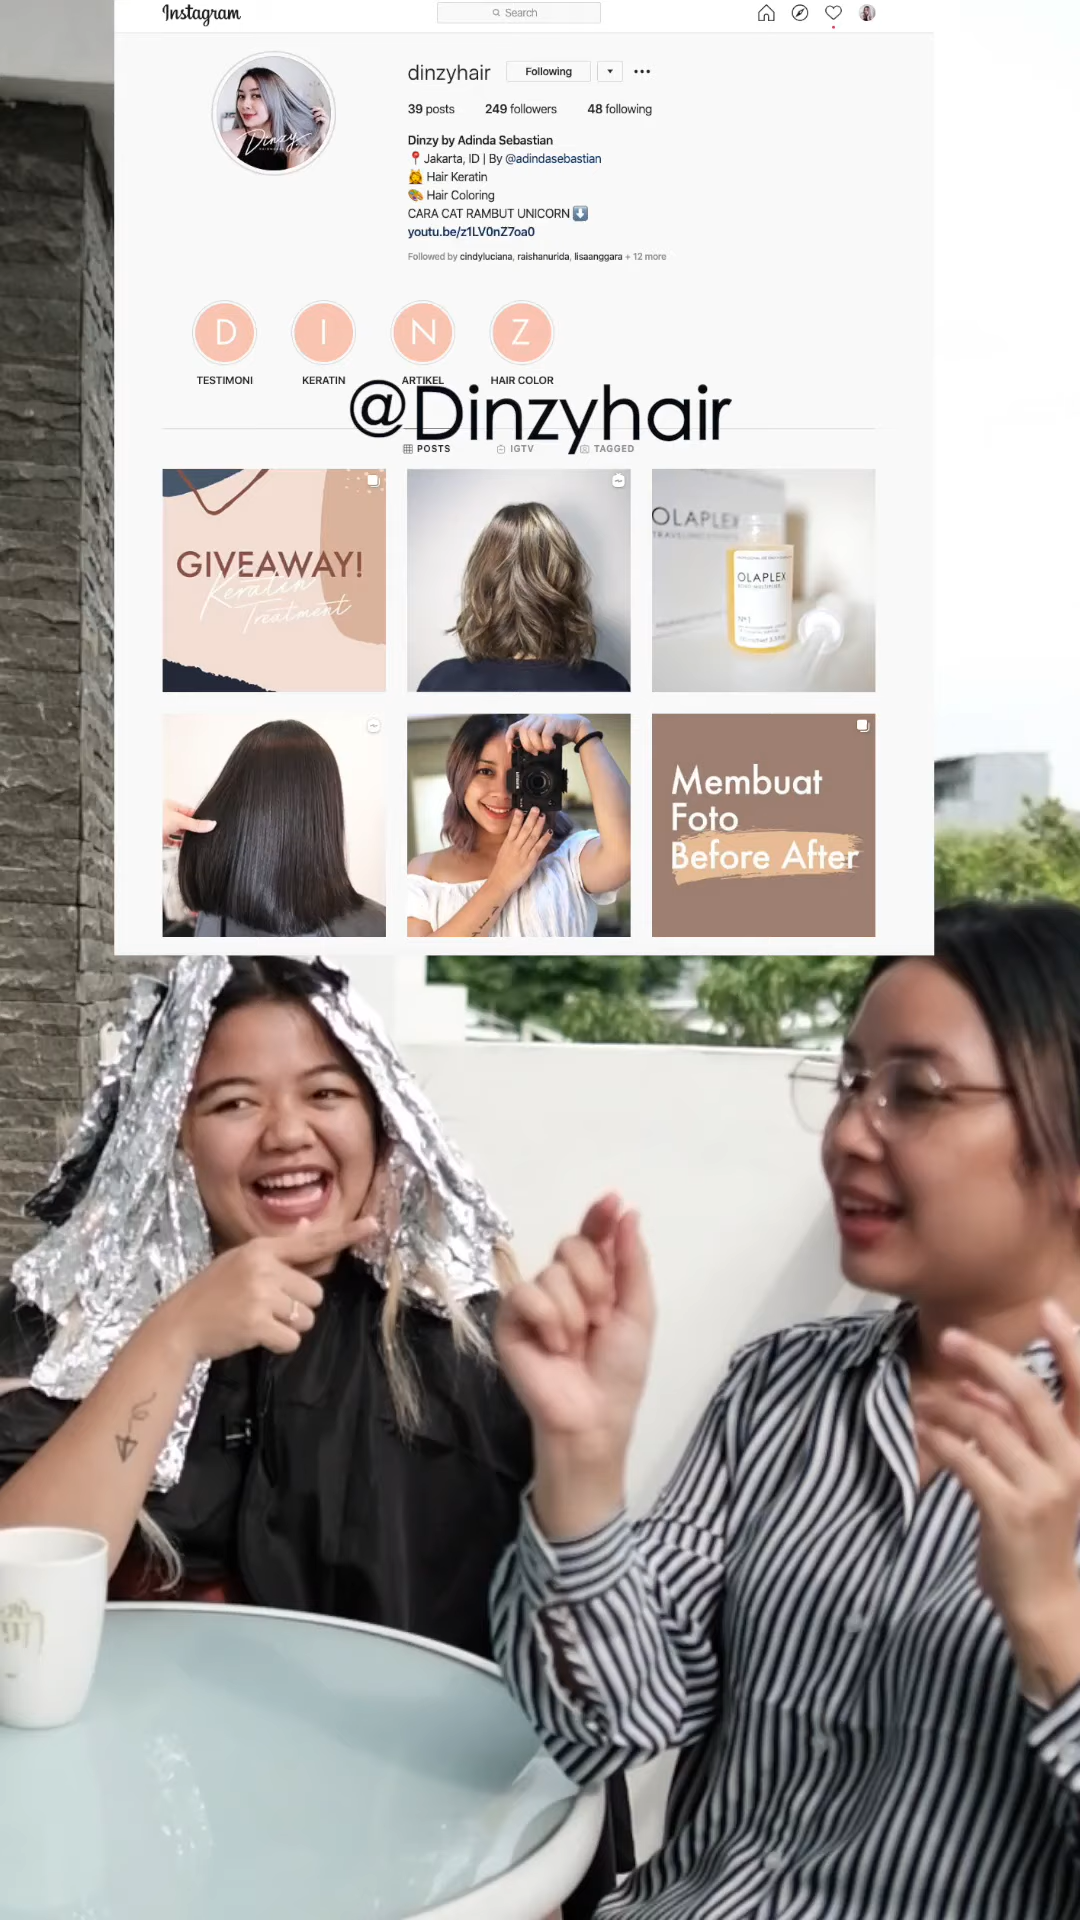 Instagram
Search
dinzyhair
Following
39 posts 249 followers 48 following
Dinzy by Adinda Sebastian
📍 Jakarta, ID | By @adindasebastian
Hair Keratin
🎨 Hair Coloring
CARA CAT RAMBUT UNICORN ⬇️
youtu.be/z1LV0nZ7oa0
Followed by cindyluciana, raishanurida, lisaanggara + 12 more
Dinzy
D I N Z
TESTIMONI KERATIN ARTIKEL HAIR COLOR
@Dinzyhair
POSTS IGTV TAGGED
GIVEAWAY!
Keratin
Treatment
OLAPLEX
OLAPLEX
Nº1
Membuat
Foto
Before After